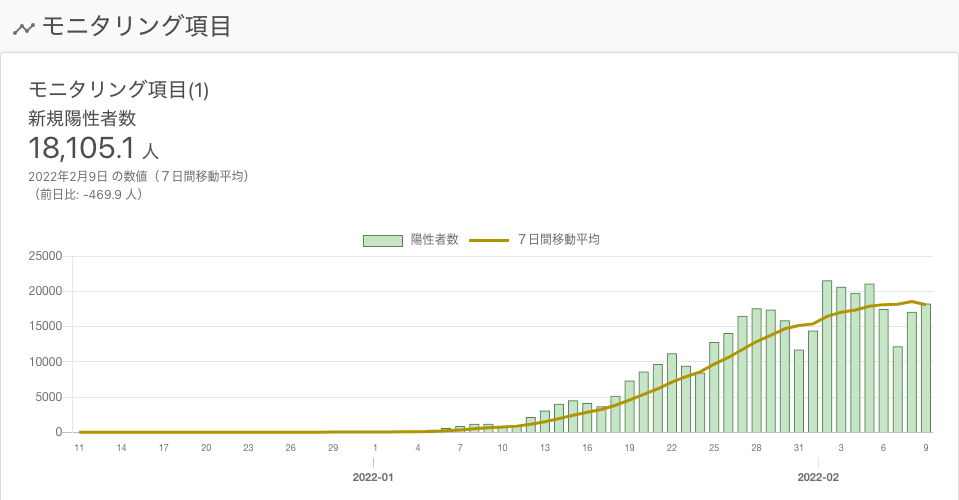 モニタリング項目
モニタリング項目(1)
新規陽性者数
18,105.1 人
2022年2月9日 の数値（７日間移動平均）
（前日比: -469.9 人）
陽性者数 ７日間移動平均
25000
20000
15000
10000
5000
0
11 14 17 20 23 26 29 1 4 7 10 13 16 19 22 25 28 31 3 6 9
2022-01 2022-02